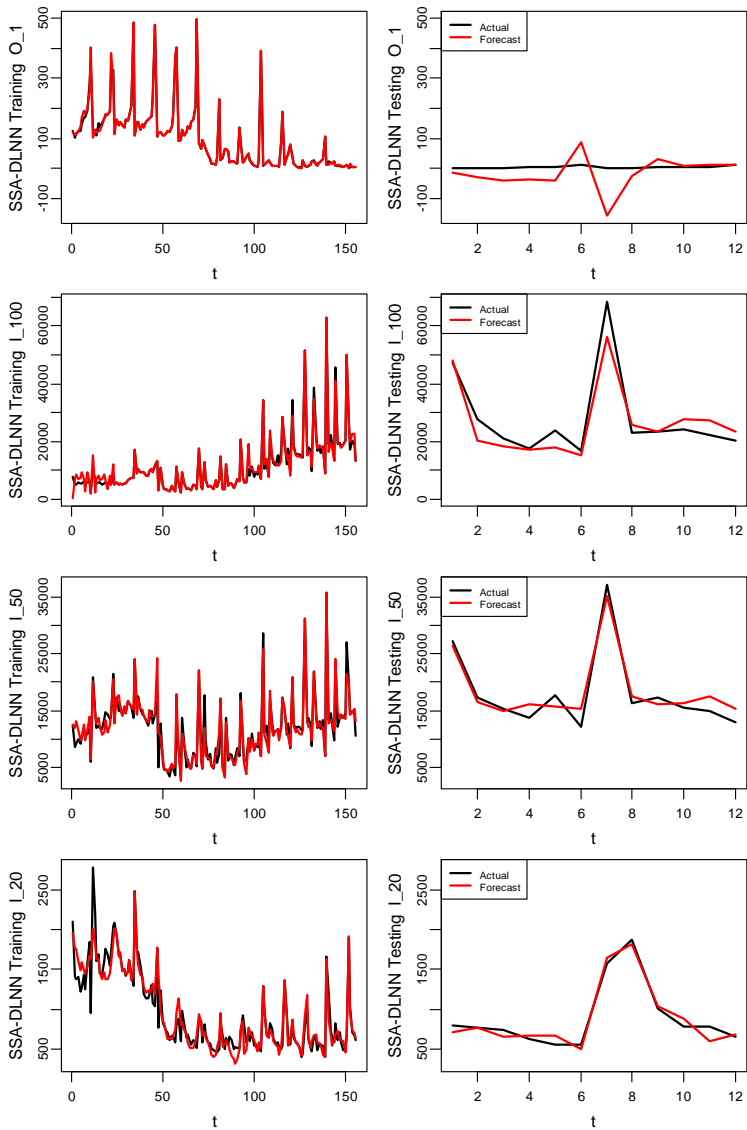 SSA-DLNN Training O_1
500
300
100
-100
0
50
100
150
t
SSA-DLNN Testing O_1
500
300
100
-100
Actual
Forecast
2
4
6
8
10
12
t
SSA-DLNN Training I_100
60000
40000
20000
0
0
50
100
150
t
SSA-DLNN Testing I_100
60000
40000
20000
0
Actual
Forecast
2
4
6
8
10
12
t
SSA-DLNN Training I_50
35000
25000
15000
5000
0
50
100
150
t
SSA-DLNN Testing I_50
35000
25000
15000
5000
Actual
Forecast
2
4
6
8
10
12
t
SSA-DLNN Training I_20
2500
1500
500
0
50
100
150
t
SSA-DLNN Testing I_20
2500
1500
500
Actual
Forecast
2
4
6
8
10
12
t